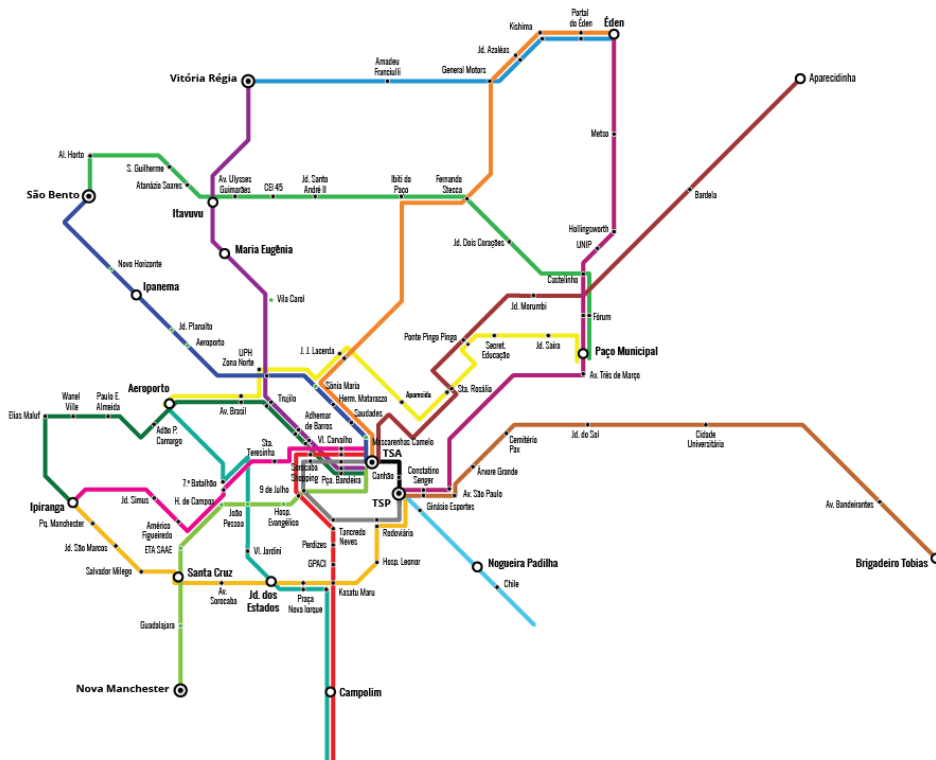 Kishima
Portal
do Éden
Éden
Jd. Azaléas
Amadeu
Franciulli
General Motors
Vitória Régia
Aparecidinha
Metso
Al. Horto
S. Guilherme
Atanázio Soares
Av. Ulysses
Guimarães
CEI 45
Jd. Santo
André II
Ibiti do
Paço
Fernando
Stecca
São Bento
Bardela
Itavuvu
Hollingsworth
UNIP
Jd. Dois Corações
Maria Eugênia
Novo Horizonte
Castelinho
Ipanema
Vila Carol
Jd. Morumbi
Fórum
Jd. Planalto
Aeroporto
UPH
Zona Norte
J. J. Lacerda
Ponte Pinga Pinga
Secret.
Educação
Jd. Saira
Paço Municipal
Av. Três de Março
Aeroporto
Wanel
Ville
Paulo E.
Almeida
Sônia Maria
Herm. Matarazzo
Aparecida
Sta. Rosália
Elias Maluf
Adão P.
Camargo
Av. Brasil
Trujilo
Adhemar
de Barros
Saudades
Sta.
Teresinha
Vl. Carvalho
Mascarenhas Camelo
TSA
Jd. do Sol
Cidade
Universitária
Cemitério
Pax
Árvore Grande
7.º Batalhão
H. de Campos
Sorocaba
Shopping
Pça. Bandeira
Canhão
Constatino
Senger
TSP
Av. São Paulo
Ginásio Esportes
Ipiranga
Jd. Simus
Américo
Figueiredo
João
Pessoa
9 de Julho
Hosp.
Evangélico
Tancredo
Neves
Rodoviária
Av. Bandeirantes
Pq. Manchester
Jd. São Marcos
ETA SAAE
Vl. Jardini
Perdizes
GPACI
Hosp. Leonor
Nogueira Padilha
Brigadeiro Tobias
Salvador Milego
Santa Cruz
Av.
Sorocaba
Jd. dos
Estados
Praça
Nova Iorque
Kasatu Maru
Chile
Guadalajara
Nova Manchester
Campolim